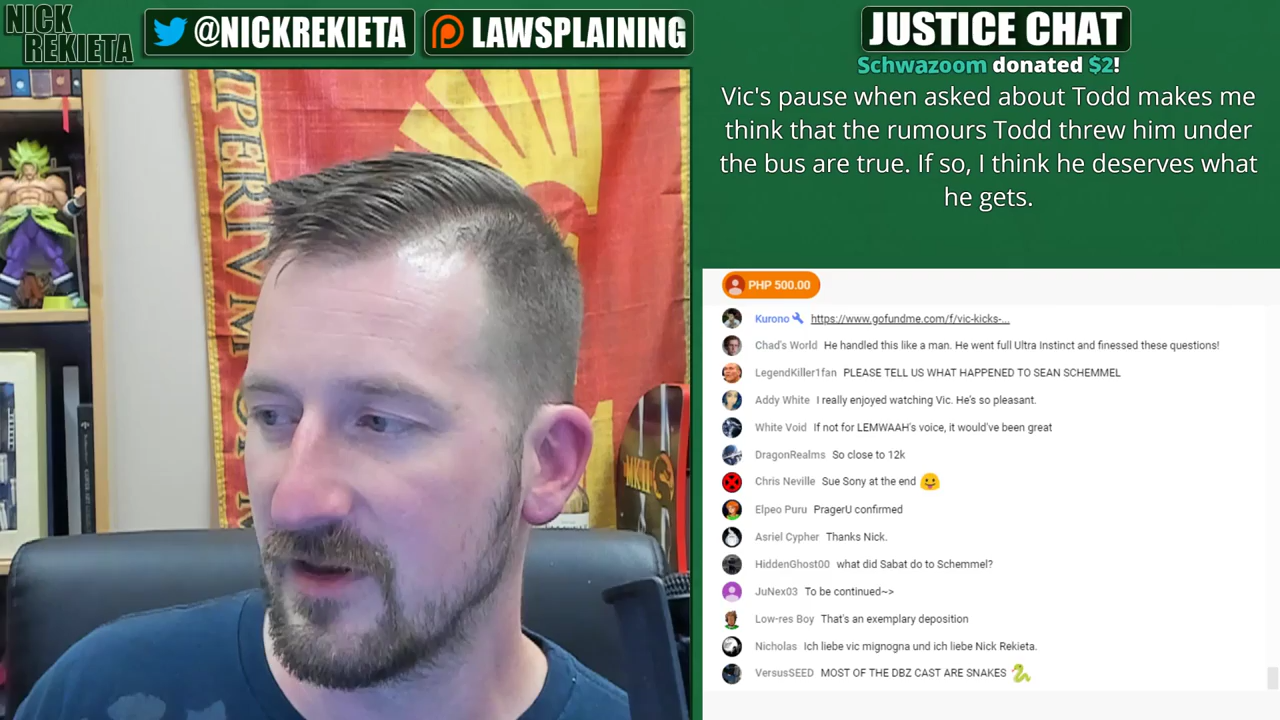 NICK
REKIETA
@NICKREKIETA
LAWSPLAINING
JUSTICE CHAT
Schwazoom donated $2!
Vic's pause when asked about Todd makes me
think that the rumours Todd threw him under
the bus are true. If so, I think he deserves what
he gets.
PHP 500.00
Kurono https://www.gofundme.com/f/vic-kicks-...
Chad's World He handled this like a man. He went full Ultra Instinct and finessed these questions!
LegendKiller1fan PLEASE TELL US WHAT HAPPENED TO SEAN SCHEMMEL
Addy White I really enjoyed watching Vic. He's so pleasant.
White Void If not for LEMWAAH's voice, it would've been great
DragonRealms So close to 12k
Chris Neville Sue Sony at the end 😛
Elpeo Puru PragerU confirmed
Asriel Cypher Thanks Nick.
HiddenGhost00 what did Sabat do to Schemmel?
JuNex03 To be continued~>
Low-res Boy That's an exemplary deposition
Nicholas Ich liebe vic mignogna und ich liebe Nick Rekieta.
VersusSEED MOST OF THE DBZ CAST ARE SNAKES 🐍
MKII